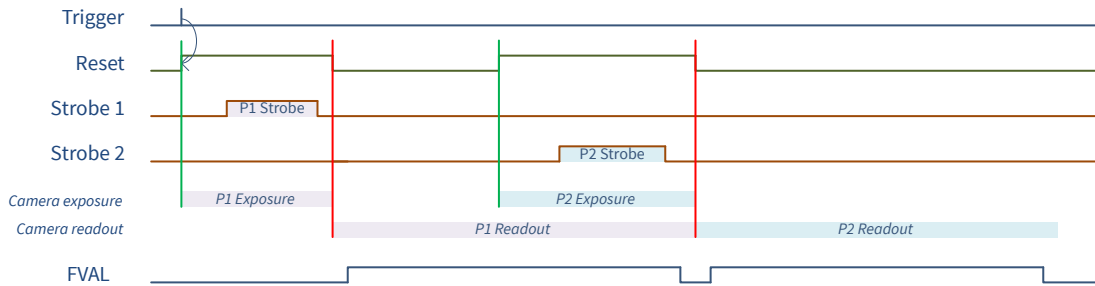 Trigger
Reset
Strobe 1
P1 Strobe
Strobe 2
P2 Strobe
Camera exposure
P1 Exposure
P2 Exposure
Camera readout
P1 Readout
P2 Readout
FVAL